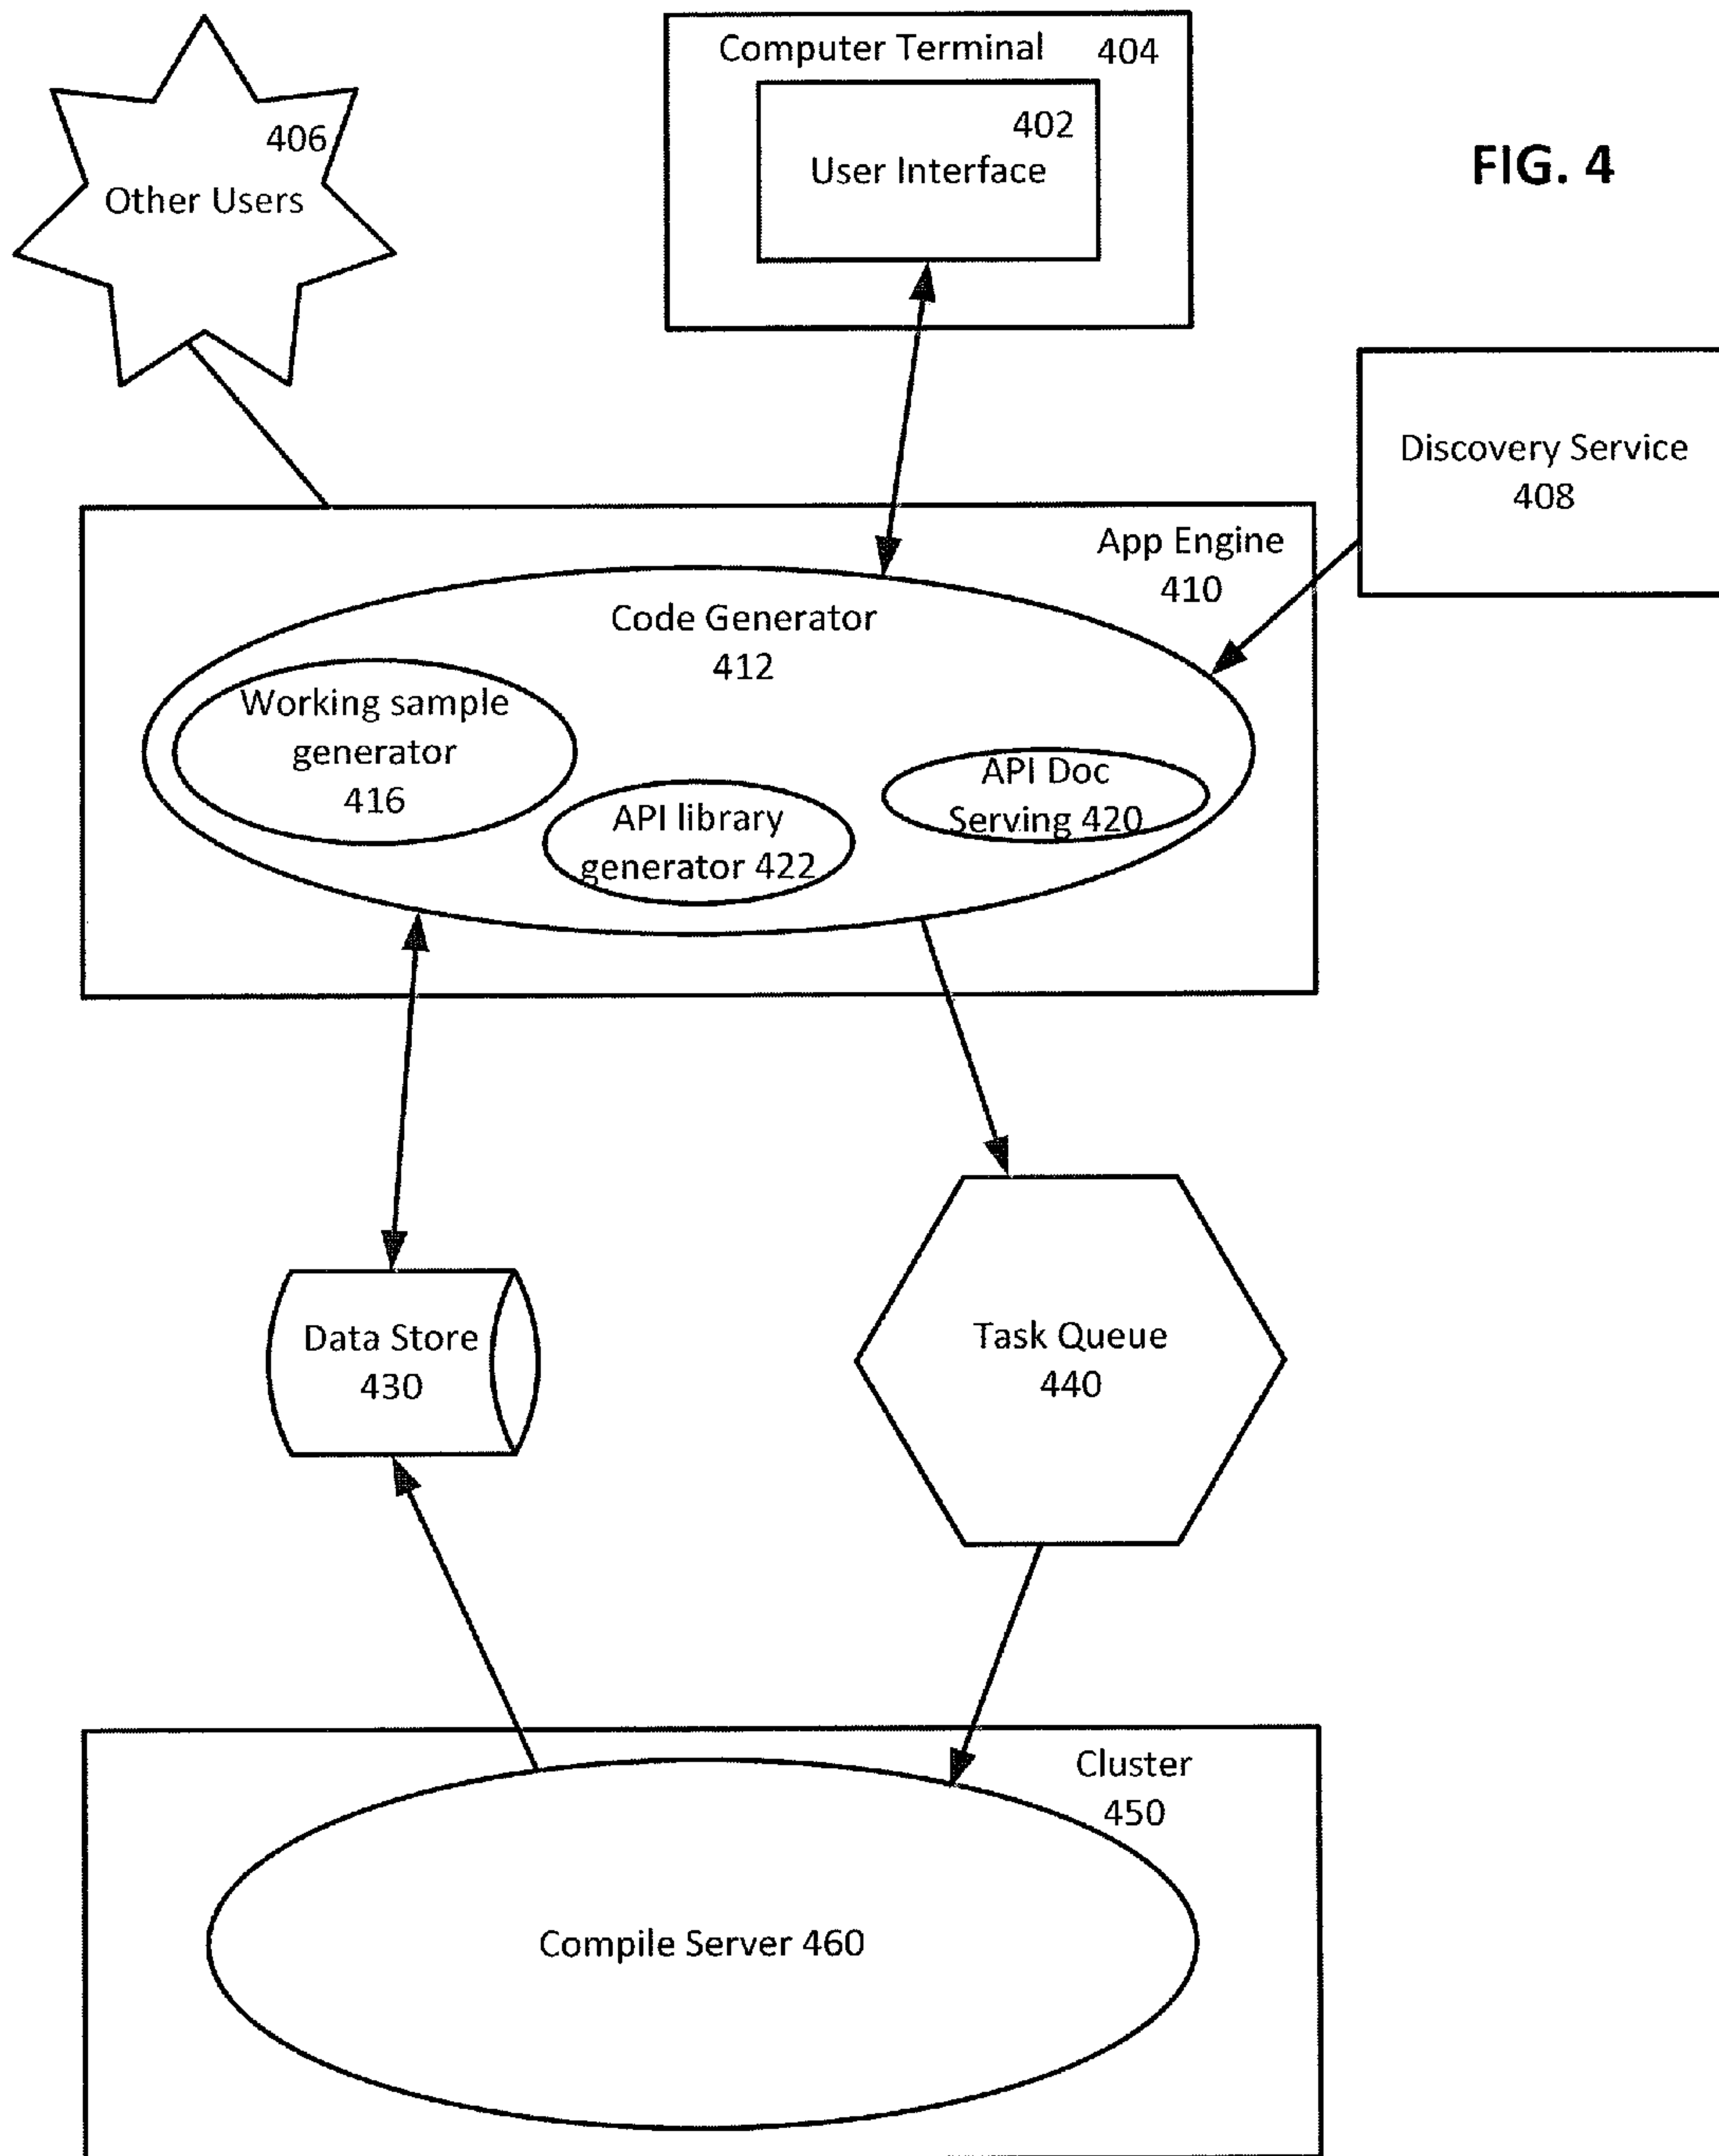 Computer Terminal 404
402
User Interface
FIG. 4
406
Other Users
Discovery Service
408
App Engine
410
Code Generator
412
Working sample
generator
416
API library
generator 422
API Doc
Serving 420
Data Store
430
Task Queue
440
Cluster
450
Compile Server 460